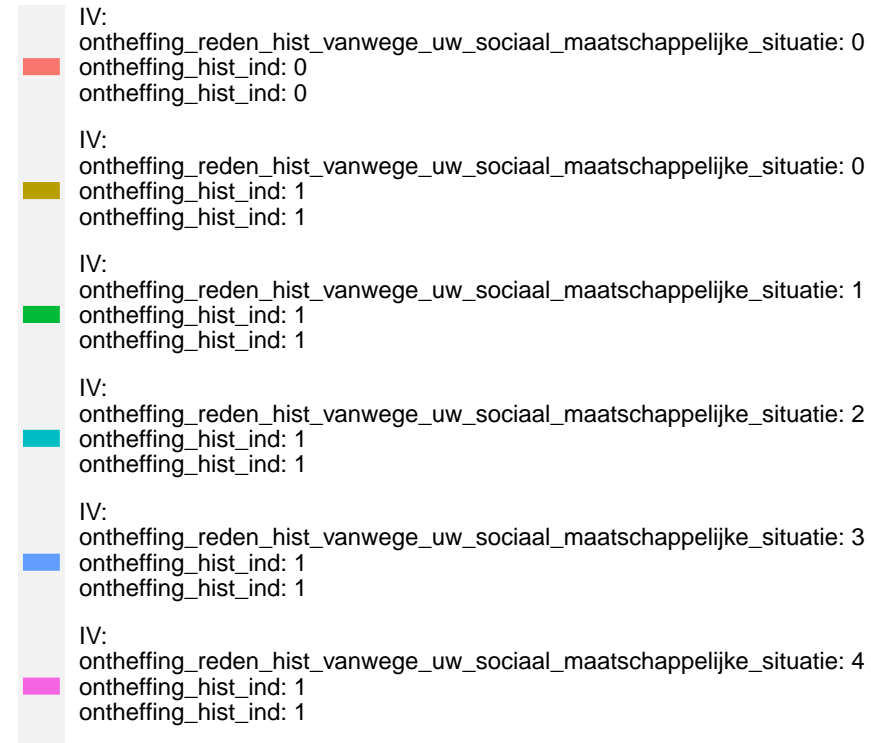 IV:
ontheffing_reden_hist_vanwege_uw_sociaal_maatschappelijke_situatie: 0
ontheffing_hist_ind: 0
ontheffing_hist_ind: 0
IV:
ontheffing_reden_hist_vanwege_uw_sociaal_maatschappelijke_situatie: 0
ontheffing_hist_ind: 1
ontheffing_hist_ind: 1
IV:
ontheffing_reden_hist_vanwege_uw_sociaal_maatschappelijke_situatie: 1
ontheffing_hist_ind: 1
ontheffing_hist_ind: 1
IV:
ontheffing_reden_hist_vanwege_uw_sociaal_maatschappelijke_situatie: 2
ontheffing_hist_ind: 1
ontheffing_hist_ind: 1
IV:
ontheffing_reden_hist_vanwege_uw_sociaal_maatschappelijke_situatie: 3
ontheffing_hist_ind: 1
ontheffing_hist_ind: 1
IV:
ontheffing_reden_hist_vanwege_uw_sociaal_maatschappelijke_situatie: 4
ontheffing_hist_ind: 1
ontheffing_hist_ind: 1